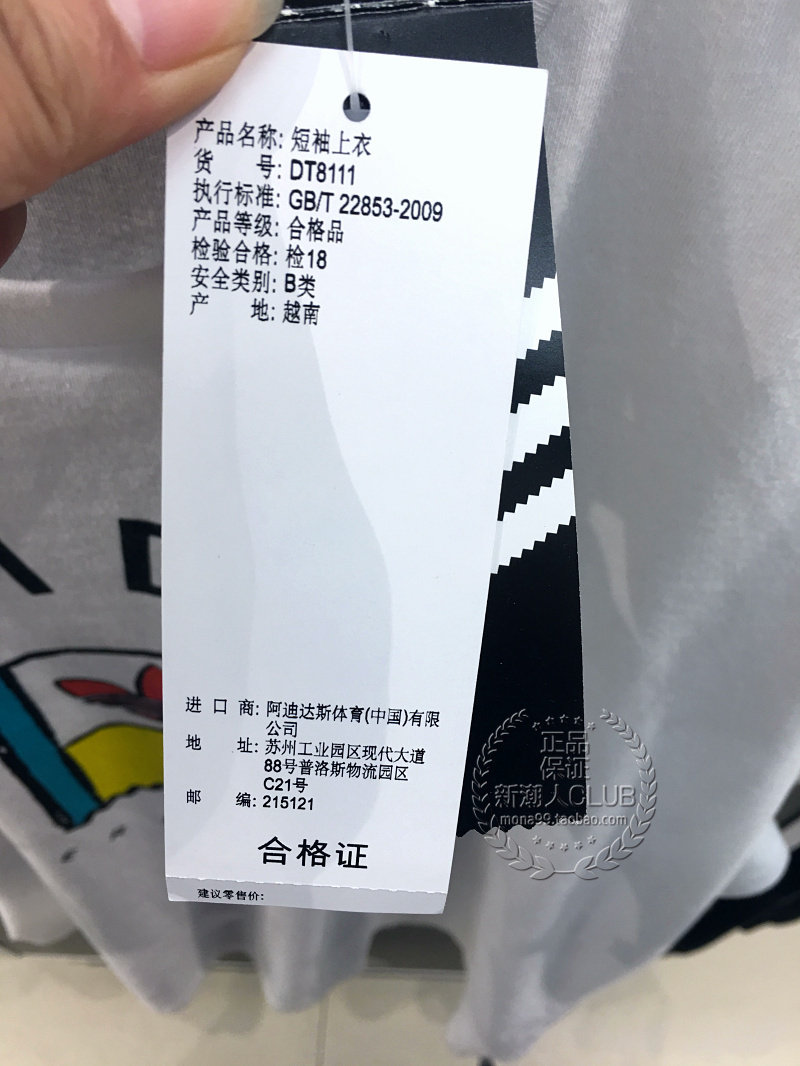 产品名称: 短袖上衣
货 号: DT8111
执行标准: GB/T 22853-2009
产品等级: 合格品
检验合格: 检18
安全类别: B类
产 地: 越南
进 口 商: 阿迪达斯体育(中国)有限
公司
地 址: 苏州工业园区现代大道
88号普洛斯物流园区
C21号
邮 编: 215121
合格证
建议零售价:
正品
保证
新潮人CLUB
mona99.taobao.com